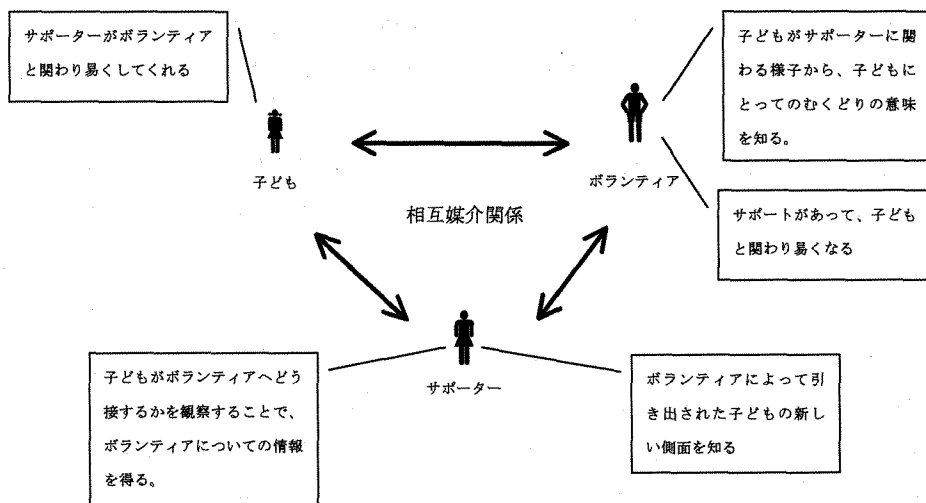 サポーターがボランティア
と関わり易くしてくれる
子どもがサポーターに関
わる様子から、子どもに
とってのむくどりの意味
を知る。
子ども
ボランティア
相互媒介関係
サポートがあって、子ども
と関わり易くなる
サポーター
子どもがボランティアへどう
接するかを観察することで、
ボランティアについての情報
を得る。
ボランティアによって引
き出された子どもの新し
い側面を知る